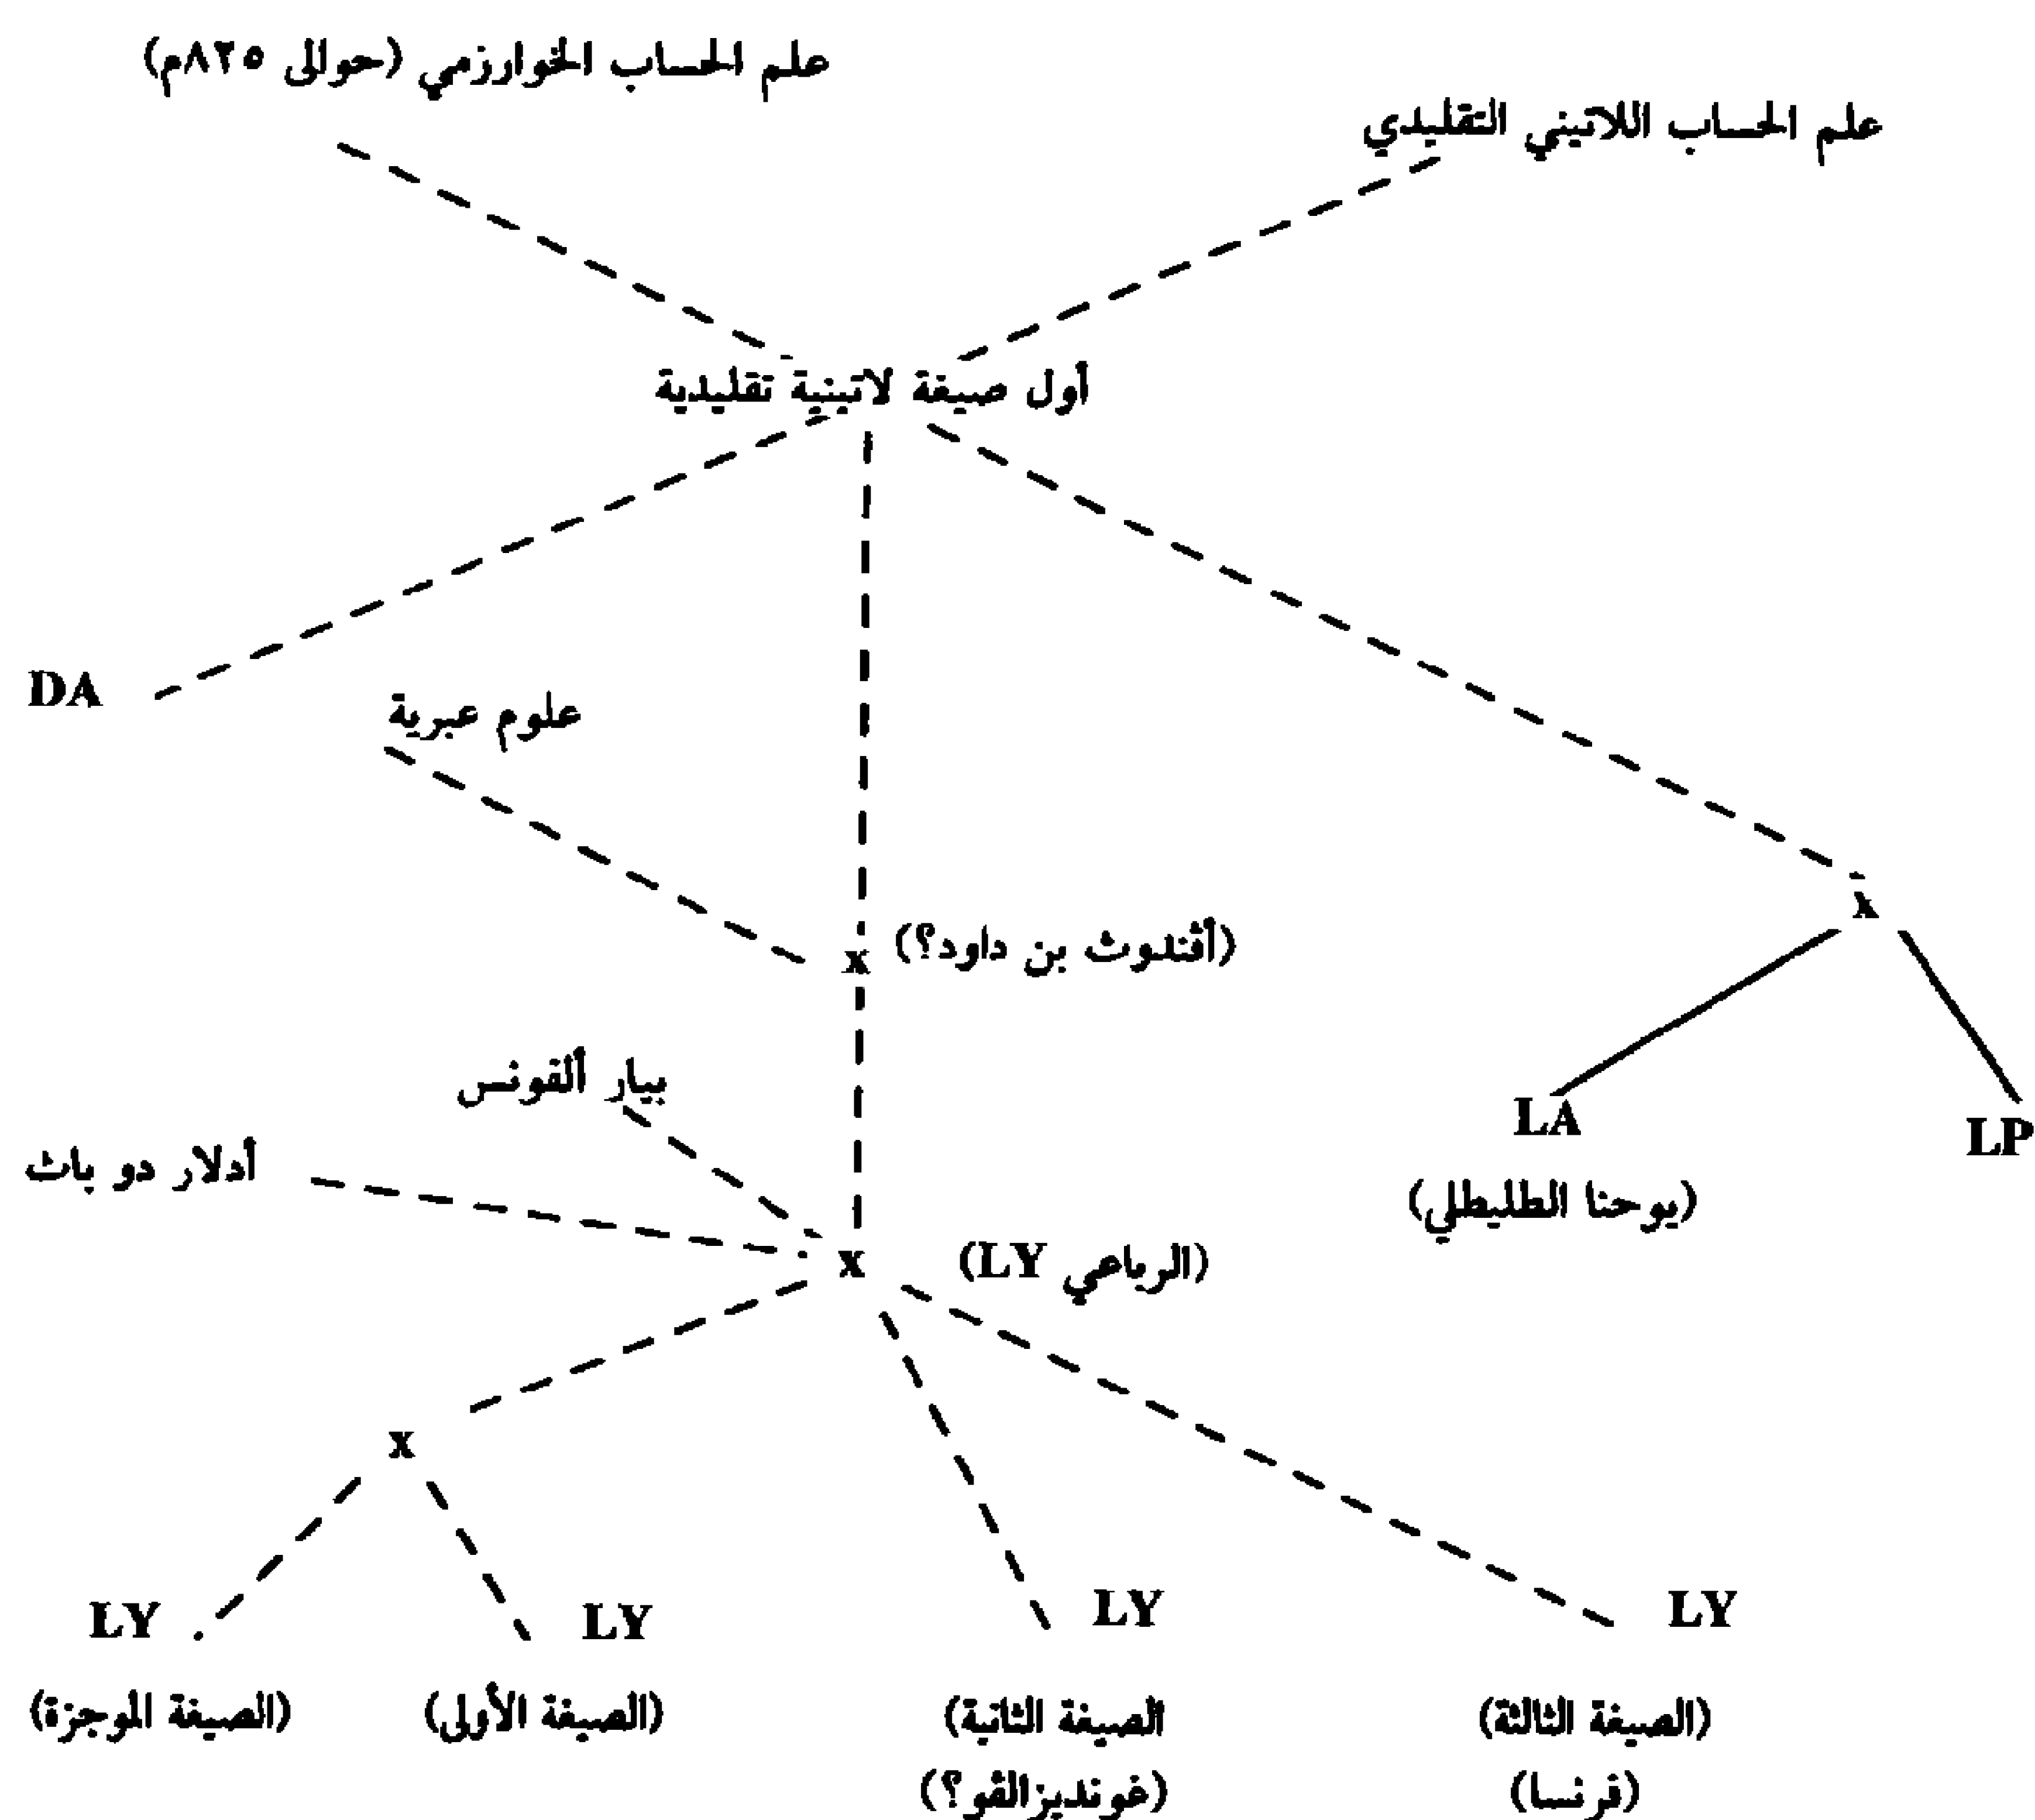 علم الحساب الخوارزمي (حوالى ٨٢٥م)
علم الحساب اللاتيني التقليدي
أول صيغة لاتينية تقليدية
DA
علوم عبرية
x
x (أفندوث بن داود؟)
بيار ألفونس
LA
LP
أدلار دو باث
(يوحنا الطليطلي)
x (الرباعي LY)
x
LY
LY
LY
LY
(الصيغة الموجزة)
(الصيغة الأولى)
الصيغة الثانية)
(الصيغة الثالثة)
(غونديزالڤو؟)
(فرنسا)